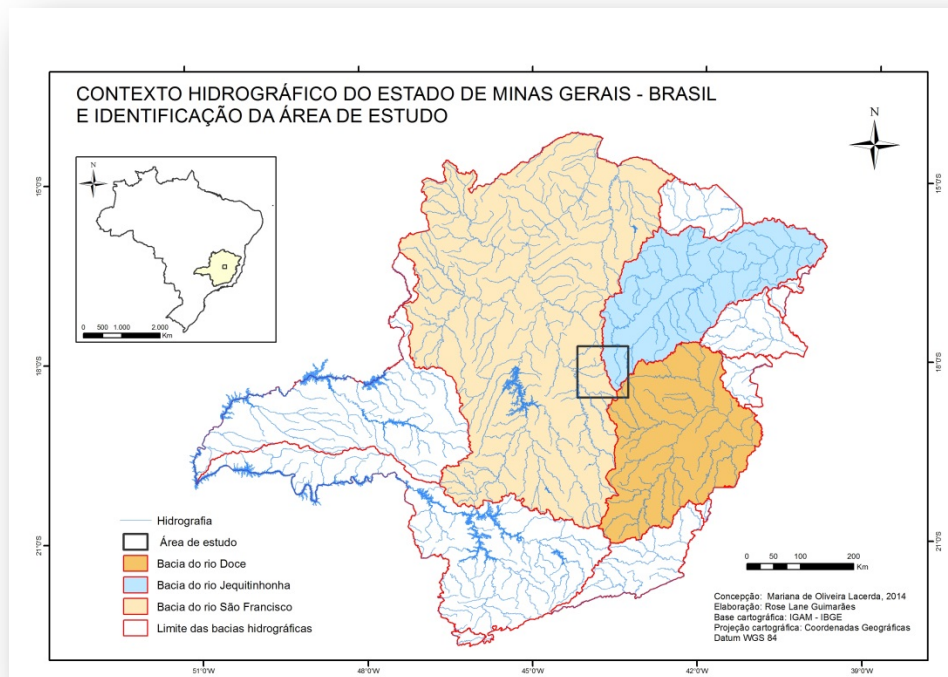 CONTEXTO HIDROGRÁFICO DO ESTADO DE MINAS GERAIS - BRASIL
E IDENTIFICAÇÃO DA ÁREA DE ESTUDO
N
N
0 500 1.000 2.000
Km
15°0'S
15°0'S
18°0'S
18°0'S
21°0'S
21°0'S
Hidrografia
Área de estudo
Bacia do rio Doce
Bacia do rio Jequitinhonha
Bacia do rio São Francisco
Limite das bacias hidrográficas
0 50 100 200
Km
Concepção: Mariana de Oliveira Lacerda, 2014
Elaboração: Rose Lane Guimarães
Base cartográfica: IGAM - IBGE
Projeção cartográfica: Coordenadas Geográficas
Datum WGS 84
51°0'W 48°0'W 45°0'W 42°0'W 39°0'W